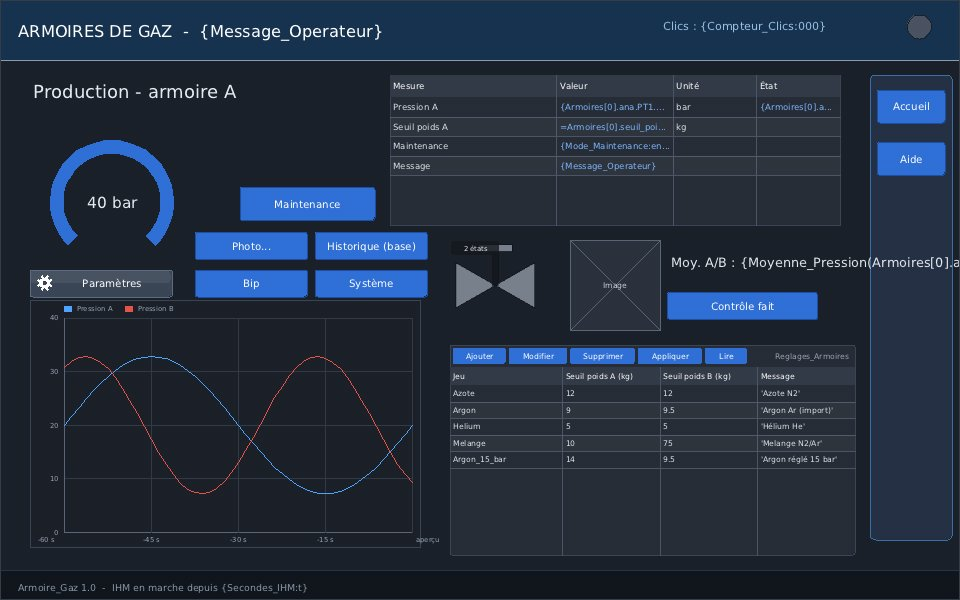 ARMOIRES DE GAZ - {Message_Operateur}
Clics : {Compteur_Clics:000}
Production - armoire A
Mesure Valeur Unité État
Pression A {Armoires[0].ana.PT1.... bar {Armoires[0].a...
Seuil poids A =Armoires[0].seuil_poi... kg
Maintenance {Mode_Maintenance:en...
Message {Message_Operateur}
Accueil
Aide
40 bar
Maintenance
Photo...
Historique (base)
Paramètres
Bip
Système
2 états
Image
Moy. A/B : {Moyenne_Pression(Armoires[0].a
Contrôle fait
Pression A Pression B
40
30
20
10
0
-60 s -45 s -30 s -15 s aperçu
Ajouter Modifier Supprimer Appliquer Lire Reglages_Armoires
Jeu Seuil poids A (kg) Seuil poids B (kg) Message
Azote 12 12 'Azote N2'
Argon 9 9.5 'Argon Ar (import)'
Helium 5 5 'Hélium He'
Melange 10 75 'Melange N2/Ar'
Argon_15_bar 14 9.5 'Argon réglé 15 bar'
Armoire_Gaz 1.0 - IHM en marche depuis {Secondes_IHM:t}